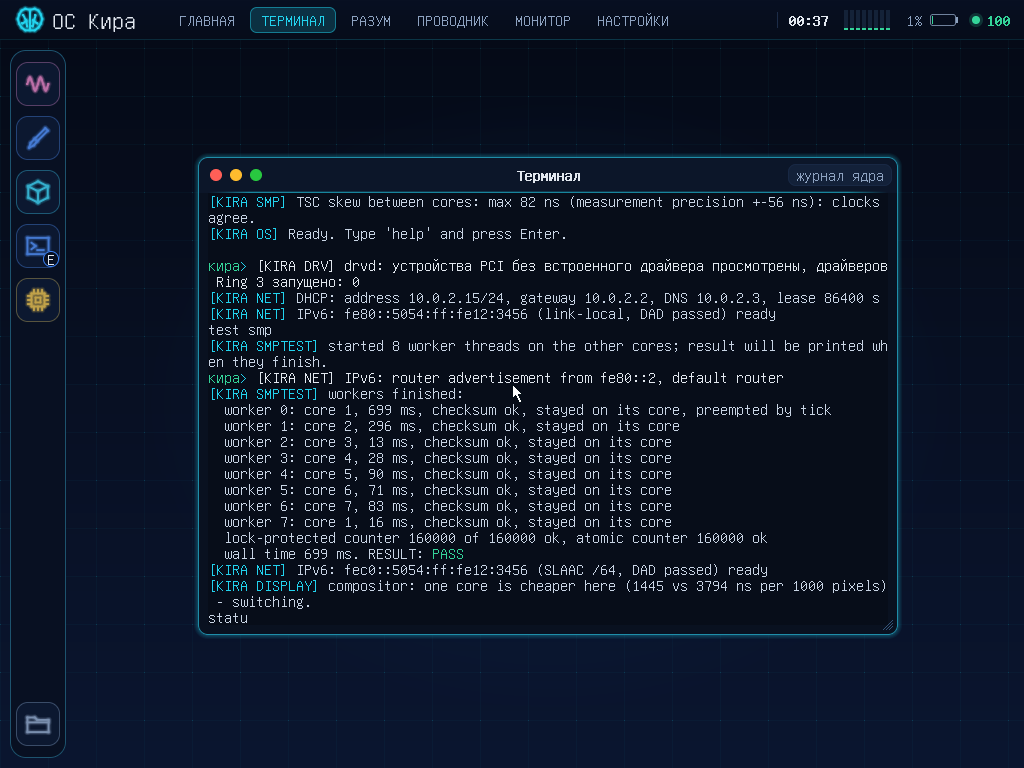 ОС Кира
ГЛАВНАЯ ТЕРМИНАЛ РАЗУМ ПРОВОДНИК МОНИТОР НАСТРОЙКИ
00:37 1% 100
E
Терминал
журнал ядра
[KIRA SMP] TSC skew between cores: max 82 ns (measurement precision +-56 ns): clocks
agree.
[KIRA OS] Ready. Type 'help' and press Enter.
кира> [KIRA DRV] drvd: устройства PCI без встроенного драйвера просмотрены, драйверов
Ring 3 запущено: 0
[KIRA NET] DHCP: address 10.0.2.15/24, gateway 10.0.2.2, DNS 10.0.2.3, lease 86400 s
[KIRA NET] IPv6: fe80::5054:ff:fe12:3456 (link-local, DAD passed) ready
test smp
[KIRA SMPTEST] started 8 worker threads on the other cores; result will be printed wh
en they finish.
кира> [KIRA NET] IPv6: router advertisement from fe80::2, default router
[KIRA SMPTEST] workers finished:
worker 0: core 1, 699 ms, checksum ok, stayed on its core, preempted by tick
worker 1: core 2, 296 ms, checksum ok, stayed on its core
worker 2: core 3, 13 ms, checksum ok, stayed on its core
worker 3: core 4, 28 ms, checksum ok, stayed on its core
worker 4: core 5, 90 ms, checksum ok, stayed on its core
worker 5: core 6, 71 ms, checksum ok, stayed on its core
worker 6: core 7, 83 ms, checksum ok, stayed on its core
worker 7: core 1, 16 ms, checksum ok, stayed on its core
lock-protected counter 160000 of 160000 ok, atomic counter 160000 ok
wall time 699 ms. RESULT: PASS
[KIRA NET] IPv6: fec0::5054:ff:fe12:3456 (SLAAC /64, DAD passed) ready
[KIRA DISPLAY] compositor: one core is cheaper here (1445 vs 3794 ns per 1000 pixels)
- switching.
statu